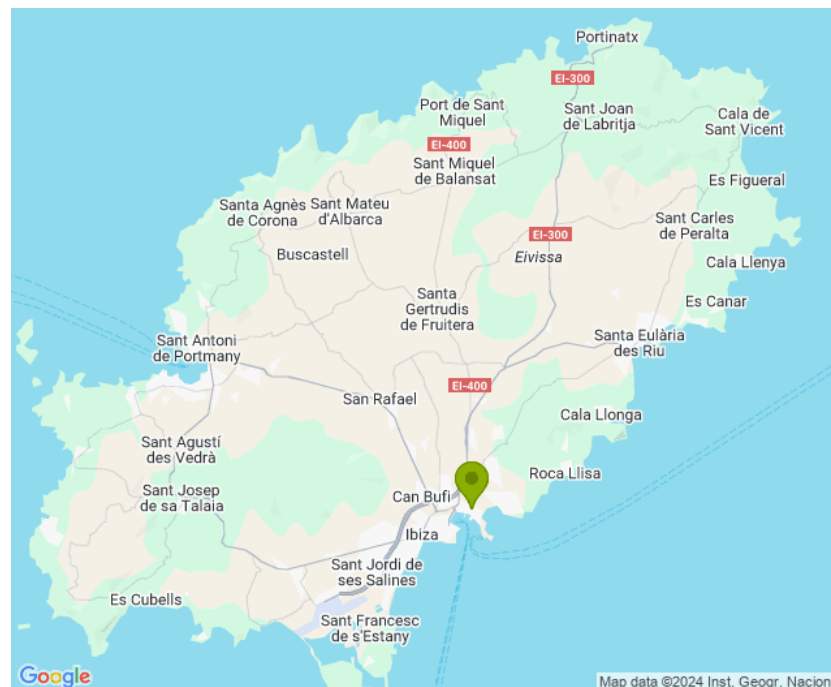 Portinatx
EI-300
Port de Sant
Miquel
Sant Joan
de Labritja
Cala de
Sant Vicent
EI-400
Sant Miquel
de Balansat
Es Figueral
Santa Agnès
de Corona
Sant Mateu
d'Albarca
Sant Carles
de Peralta
EI-300
Buscastell
Eivissa
Cala Llenya
Santa
Gertrudis
de Fruitera
Es Canar
Sant Antoni
de Portmany
Santa Eulària
des Riu
EI-400
San Rafael
Cala Llonga
Sant Agustí
des Vedrà
Roca Llisa
Sant Josep
de sa Talaia
Can Bufi
Ibiza
Sant Jordi de
ses Salines
Es Cubells
Sant Francesc
de s'Estany
Google
Map data ©2024 Inst. Geogr. Nacion